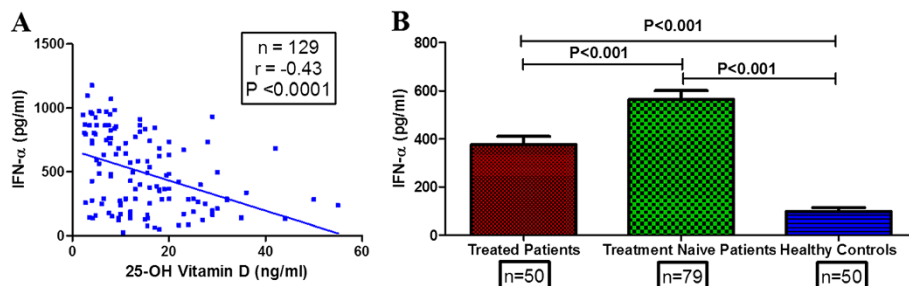 A
1500
1000
500
0
IFN-α (pg/ml)
n = 129
r = -0.43
P <0.0001
0
20
40
60
25-OH Vitamin D (ng/ml)
B
P<0.001
P<0.001
P<0.001
800
600
400
200
0
IFN-α (pg/ml)
Treated Patients
Treatment Naive Patients
Healthy Controls
n=50
n=79
n=50